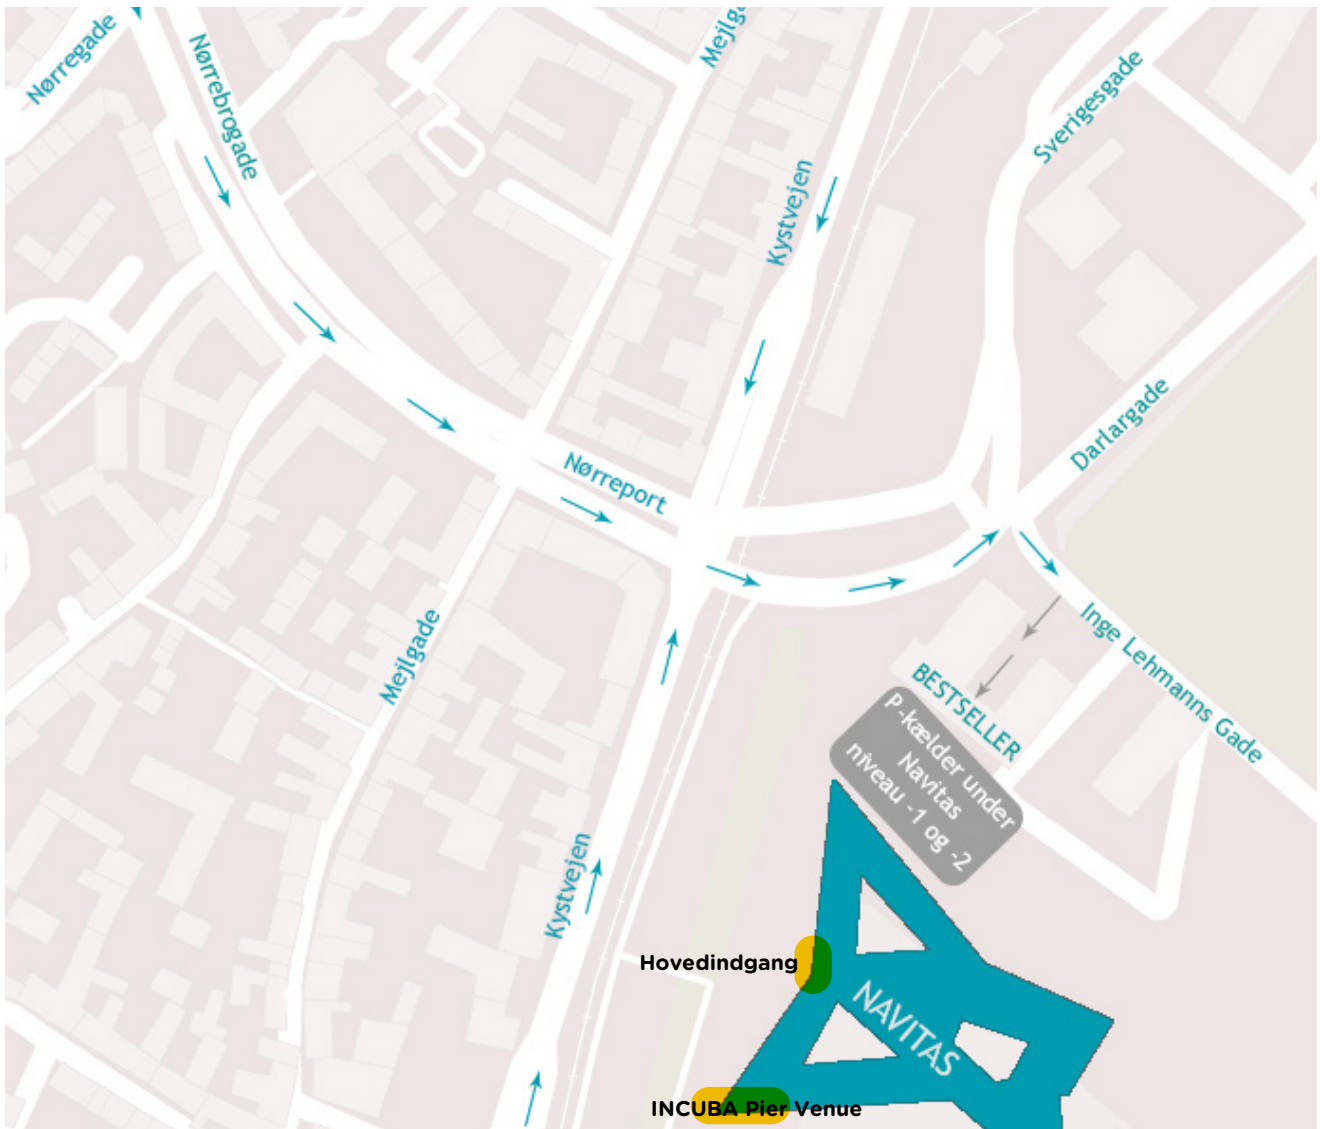 Nørregade
Nørrebrogade
Mejlga
Kystvejen
Sverigesgade
Darlargade
Nørreport
Mejlgade
Inge Lehmanns Gade
BESTSELLER
P-kælder under
Navitas
niveau -1 og -2
Kystvejen
Hovedindgang
NAVITAS
INCUBA Pier Venue